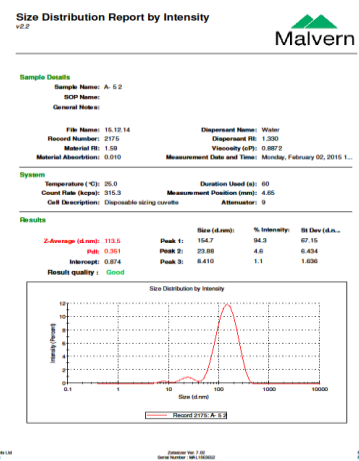 Size Distribution Report by Intensity
v2.2
Malvern
Sample Details
Sample Name: A- 5 2
SOP Name:
General Notes:
File Name: 15.12.14 Dispersant Name: Water
Record Number: 2175 Dispersant RI: 1.330
Material RI: 1.59 Viscosity (cP): 0.8872
Material Absorbtion: 0.010 Measurement Date and Time: Monday, February 02, 2015 1...
System
Temperature (°C): 25.0 Duration Used (s): 60
Count Rate (kcps): 315.3 Measurement Position (mm): 4.65
Cell Description: Disposable sizing cuvette Attenuator: 9
Results
Size (d.nm): % Intensity: St Dev (d.n...
Z-Average (d.nm): 113.5 Peak 1: 154.7 94.3 67.15
PdI: 0.351 Peak 2: 23.88 4.6 6.434
Intercept: 0.874 Peak 3: 8.410 1.1 1.636
Result quality : Good
Size Distribution by Intensity
Intensity (Percent)
12
10
8
6
4
2
0
0.1 1 10 100 1000 10000
Size (d.nm)
Record 2175: A- 5 2
Zetasizer Ver. 7.02
Serial Number :